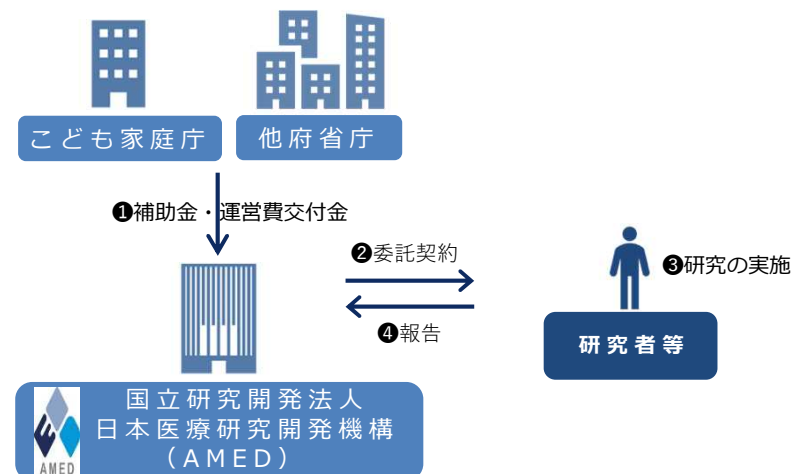 こども家庭庁
他府省庁
❶補助金・運営費交付金
❷委託契約
❸研究の実施
❹報告
研究者等
国立研究開発法人
日本医療研究開発機構
（AMED）
AMED